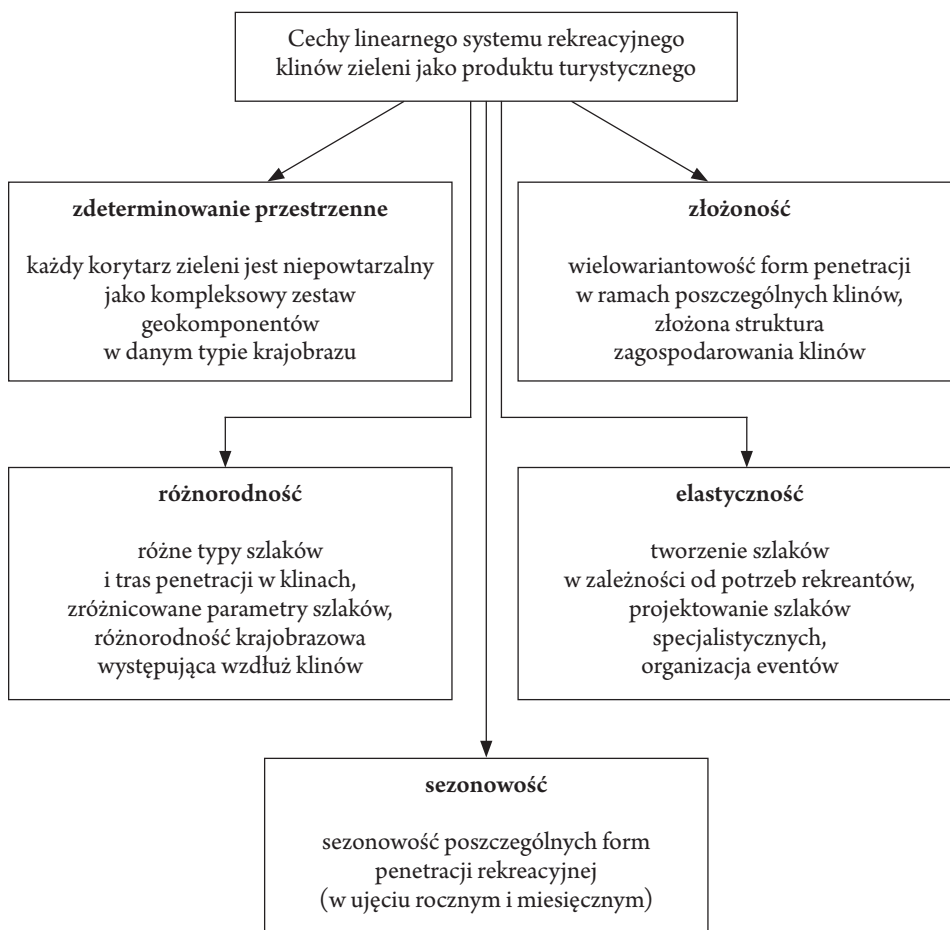 Cechy linearnego systemu rekreacyjnego
klinów zieleni jako produktu turystycznego
zdeterminowanie przestrzenne
każdy korytarz zieleni jest niepowtarzalny
jako kompleksowy zestaw
geokomponentów
w danym typie krajobrazu
złożoność
wielowariantowość form penetracji
w ramach poszczególnych klinów,
złożona struktura
zagospodarowania klinów
różnorodność
różne typy szlaków
i tras penetracji w klinach,
zróżnicowane parametry szlaków,
różnorodność krajobrazowa
występująca wzdłuż klinów
elastyczność
tworzenie szlaków
w zależności od potrzeb rekreantów,
projektowanie szlaków
specjalistycznych,
organizacja eventów
sezonowość
sezonowość poszczególnych form
penetracji rekreacyjnej
(w ujęciu rocznym i miesięcznym)